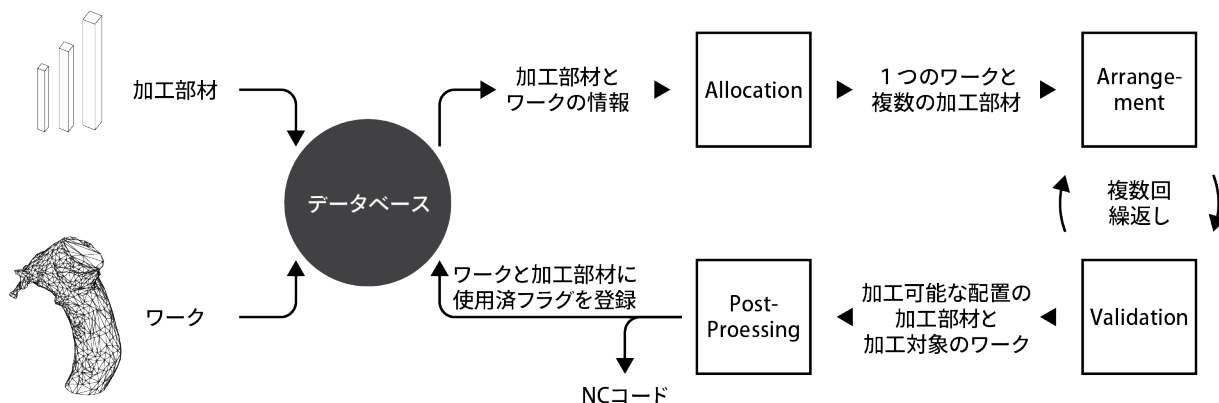 加工部材
ワーク
データベース
加工部材と
ワークの情報
Allocation
1つのワークと
複数の加工部材
Arrange-
ment
複数回
繰返し
Validation
加工可能な配置の
加工部材と
加工対象のワーク
Post-
Proessing
ワークと加工部材に
使用済フラグを登録
NCコード